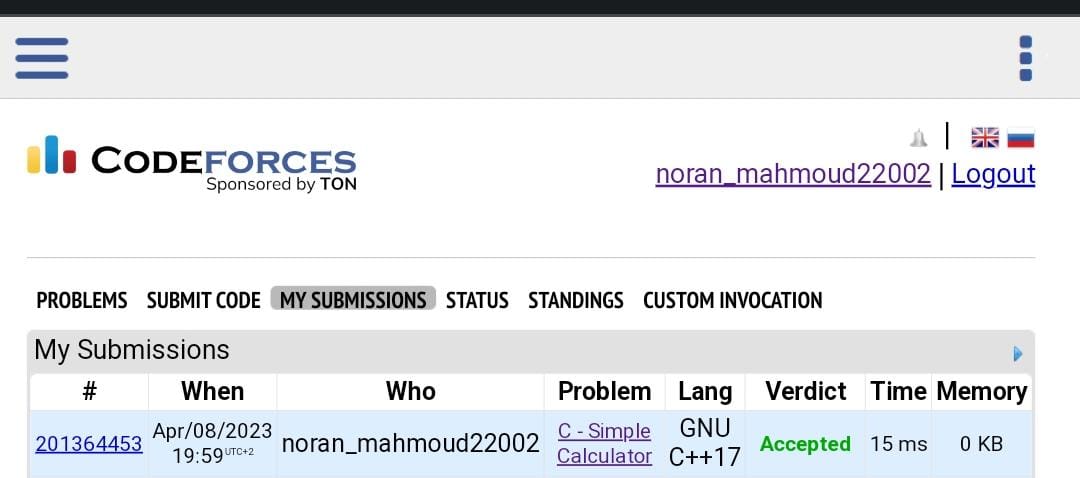 CODEFORCES
Sponsored by TON
|
noran_mahmoud22002 | Logout
PROBLEMS SUBMIT CODE MY SUBMISSIONS STATUS STANDINGS CUSTOM INVOCATION
My Submissions
# When Who Problem Lang Verdict Time Memory
201364453 Apr/08/2023 19:59 UTC+2 noran_mahmoud22002 C - Simple Calculator GNU C++17 Accepted 15 ms 0 KB